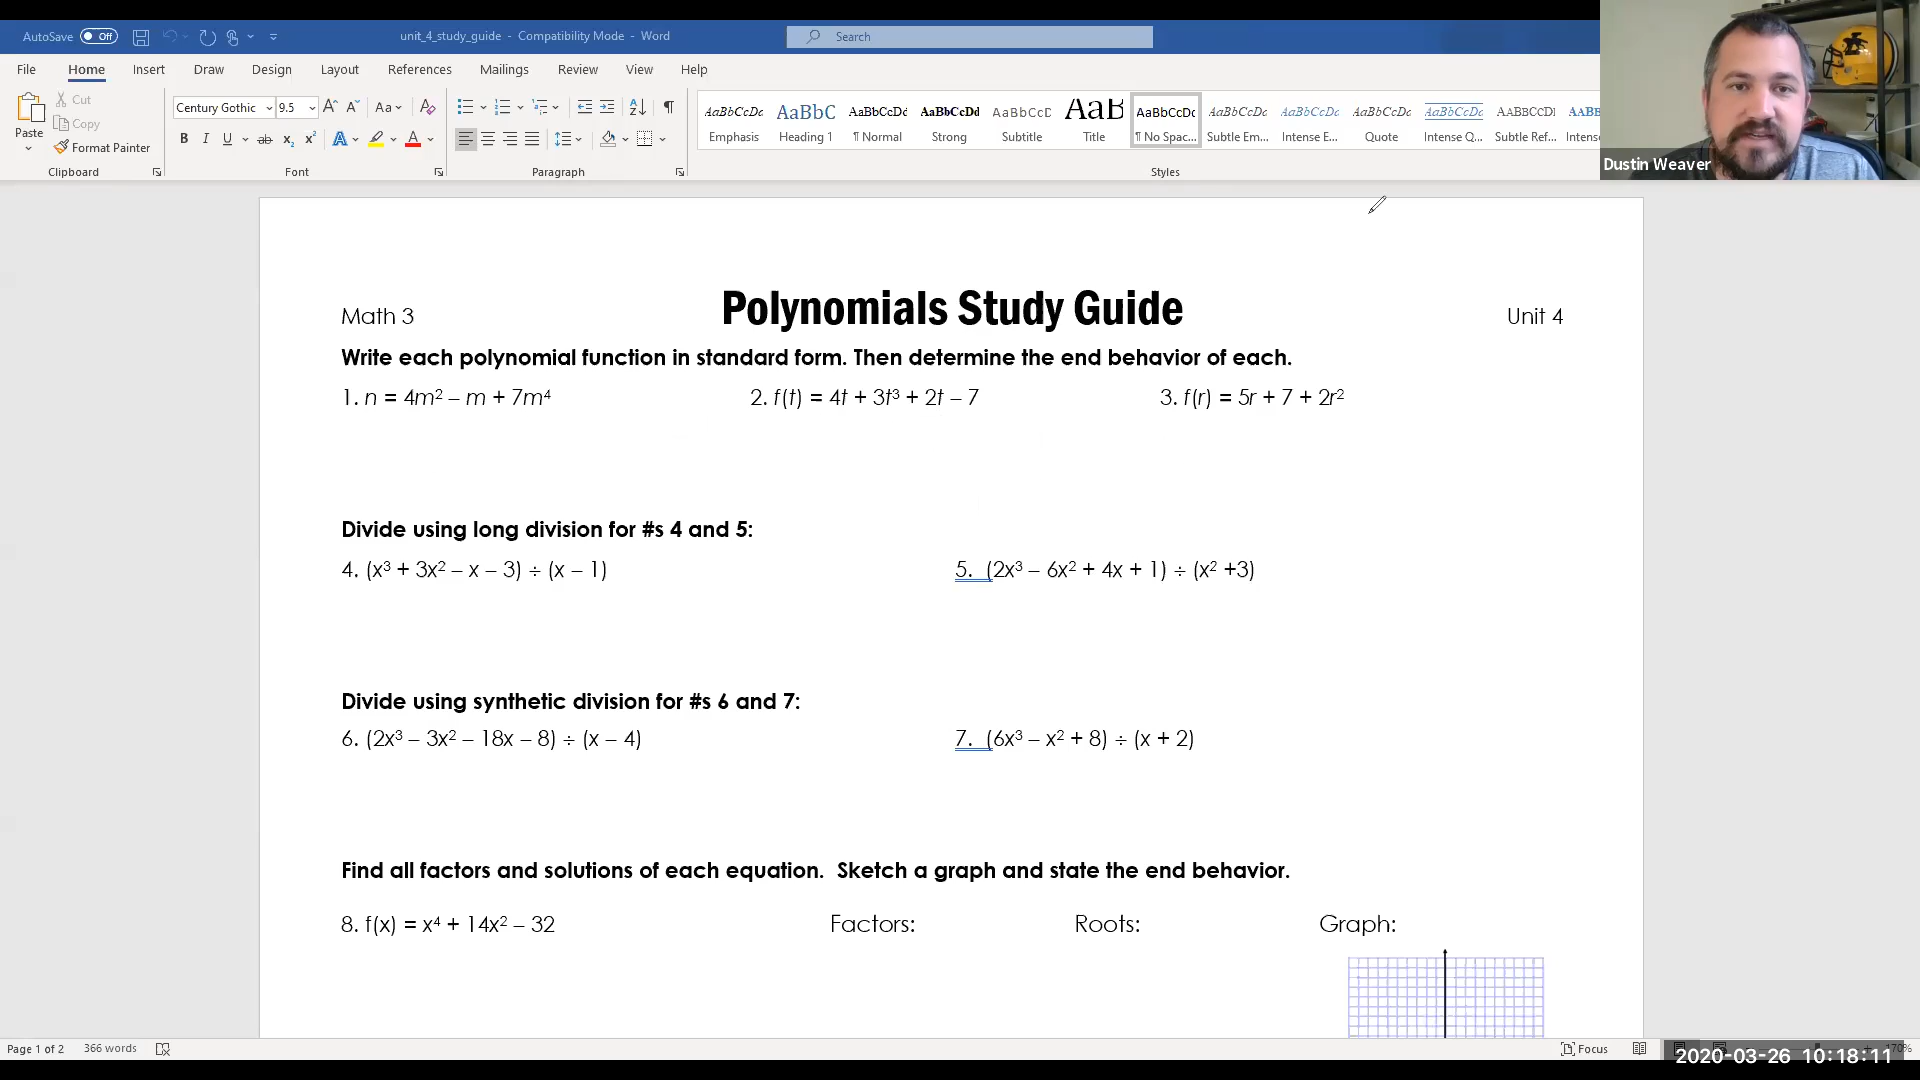 AutoSave Off unit_4_study_guide - Compatibility Mode - Word Search
File Home Insert Draw Design Layout References Mailings Review View Help
Paste Cut Copy Format Painter
Century Gothic 9.5
AaBbCcDc AaBbC AaBbCcDd AaBbCcDd AaBbCcD AaB AaBbCcDc AaBbCcDc AaBbCcDc AaBbCcDc AaBbCcDc AABBCCDI AABB
Emphasis Heading 1 ¶ Normal Strong Subtitle Title ¶ No Spac... Subtle Em... Intense E... Quote Intense Q... Subtle Ref... Intens
Clipboard Font Paragraph Styles
Dustin Weaver
Math 3 Polynomials Study Guide Unit 4
Write each polynomial function in standard form. Then determine the end behavior of each.
1. n = 4m² – m + 7m⁴ 2. f(t) = 4t + 3t³ + 2t – 7 3. f(r) = 5r + 7 + 2r²
Divide using long division for #s 4 and 5:
4. (x³ + 3x² – x – 3) ÷ (x – 1) 5. (2x³ – 6x² + 4x + 1) ÷ (x² +3)
Divide using synthetic division for #s 6 and 7:
6. (2x³ – 3x² – 18x – 8) ÷ (x – 4) 7. (6x³ – x² + 8) ÷ (x + 2)
Find all factors and solutions of each equation. Sketch a graph and state the end behavior.
8. f(x) = x⁴ + 14x² – 32 Factors: Roots: Graph:
Page 1 of 2 366 words Focus 170%
2020-03-26 10:18:11